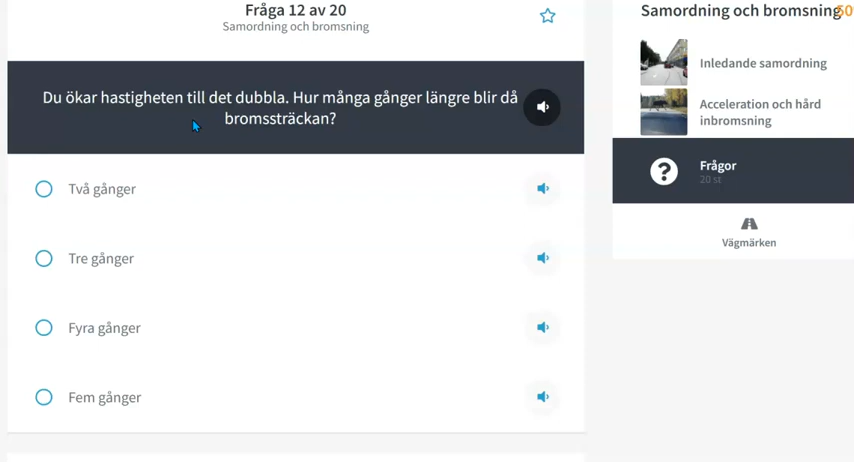 Fråga 12 av 20
Samordning och bromsning
Du ökar hastigheten till det dubbla. Hur många gånger längre blir då
bromssträckan?
Två gånger
Tre gånger
Fyra gånger
Fem gånger
Samordning och bromsning
Inledande samordning
Acceleration och hård
inbromsning
Frågor
20 st
Vägmärken